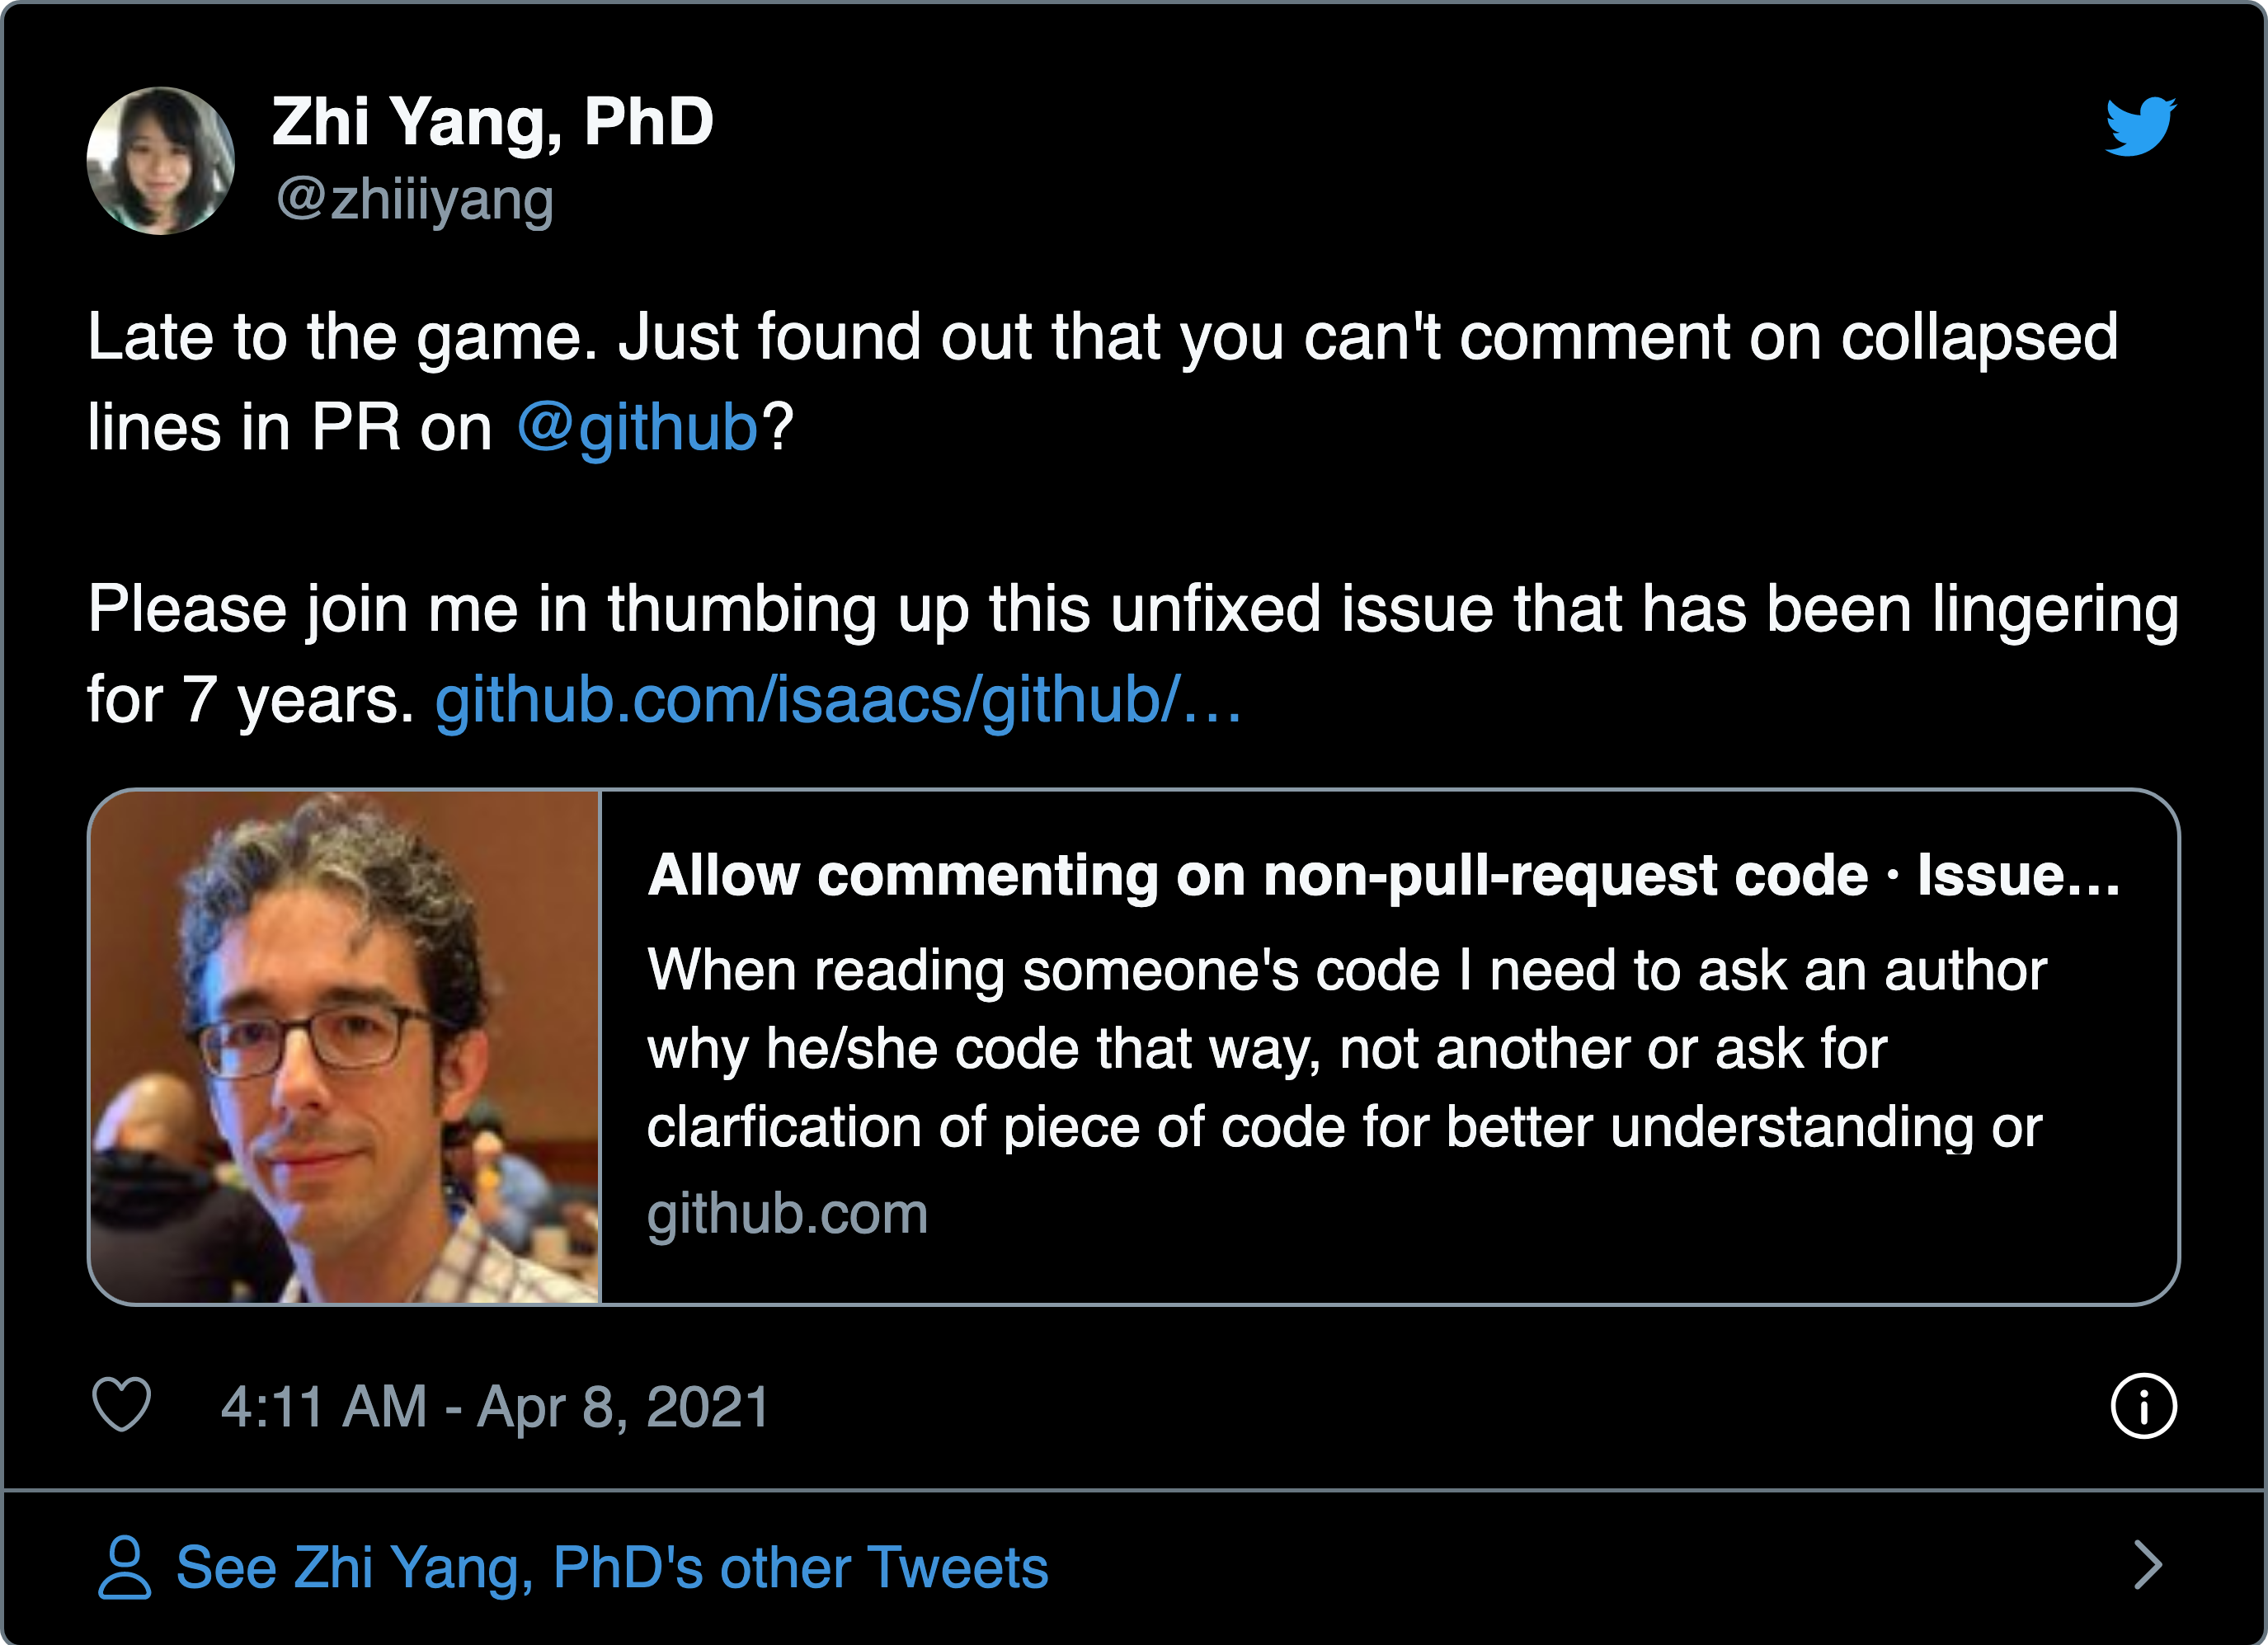 Zhi Yang, PhD
@zhiiiyang
Late to the game. Just found out that you can't comment on collapsed
lines in PR on @github?
Please join me in thumbing up this unfixed issue that has been lingering
for 7 years. github.com/isaacs/github/…
Allow commenting on non-pull-request code · Issue…
When reading someone's code I need to ask an author
why he/she code that way, not another or ask for
clarfication of piece of code for better understanding or
github.com
4:11 AM - Apr 8, 2021
See Zhi Yang, PhD's other Tweets